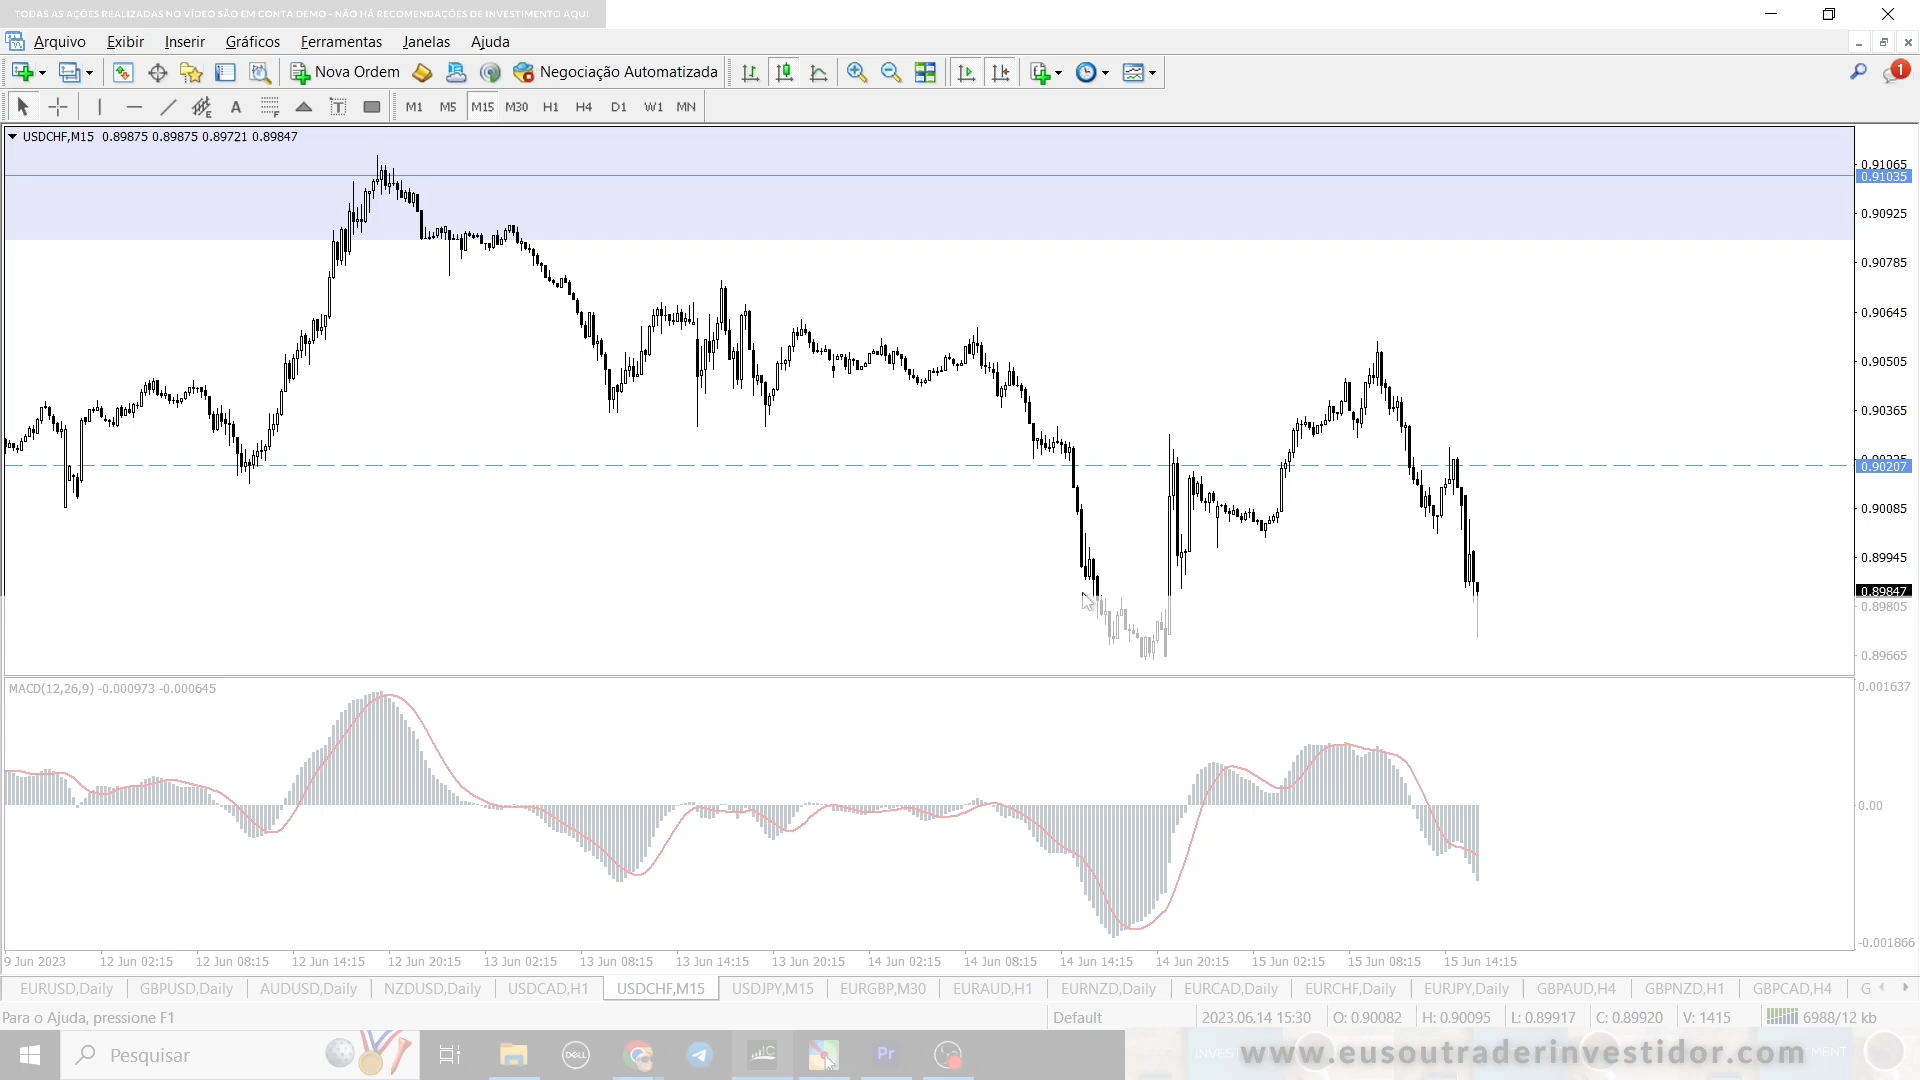 TODAS AS AÇÕES REALIZADAS NO VÍDEO SÃO EM CONTA DEMO - NÃO HÁ RECOMENDAÇÕES DE INVESTIMENTO AQUI
Arquivo Exibir Inserir Gráficos Ferramentas Janelas Ajuda
Nova Ordem Negociação Automatizada 1
A T M1 M5 M15 M30 H1 H4 D1 W1 MN
USDCHF,M15 0.89875 0.89875 0.89721 0.89847
0.91065
0.91035
0.90925
0.90785
0.90645
0.90505
0.90365
0.90207
0.90085
0.89945
0.89847
0.89805
0.89665
MACD(12,26,9) -0.000973 -0.000645
0.001637
0.00
-0.001866
9 Jun 2023 12 Jun 02:15 12 Jun 08:15 12 Jun 14:15 12 Jun 20:15 13 Jun 02:15 13 Jun 08:15 13 Jun 14:15 13 Jun 20:15 14 Jun 02:15 14 Jun 08:15 14 Jun 14:15 14 Jun 20:15 15 Jun 02:15 15 Jun 08:15 15 Jun 14:15
EURUSD,Daily GBPUSD,Daily AUDUSD,Daily NZDUSD,Daily USDCAD,H1 USDCHF,M15 USDJPY,M15 EURGBP,M30 EURAUD,H1 EURNZD,Daily EURCAD,Daily EURCHF,Daily EURJPY,Daily GBPAUD,H4 GBPNZD,H1 GBPCAD,H4 G
Para o Ajuda, pressione F1 Default 2023.06.14 15:30 O: 0.90082 H: 0.90095 L: 0.89917 C: 0.89920 V: 1415 6988/12 kb
Pesquisar DELL IC Pr www.eusoutraderinvestidor.com